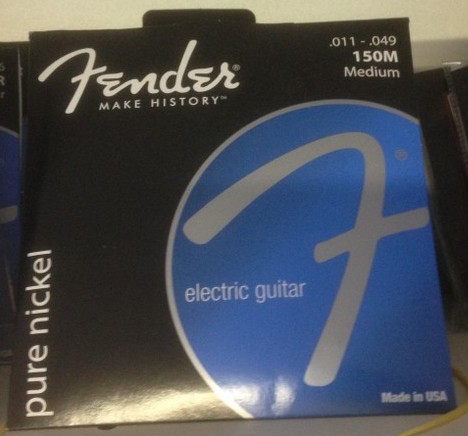 Fender®
MAKE HISTORY™
.011 - .049
150M
Medium
®
electric guitar
pure nickel
Made in USA